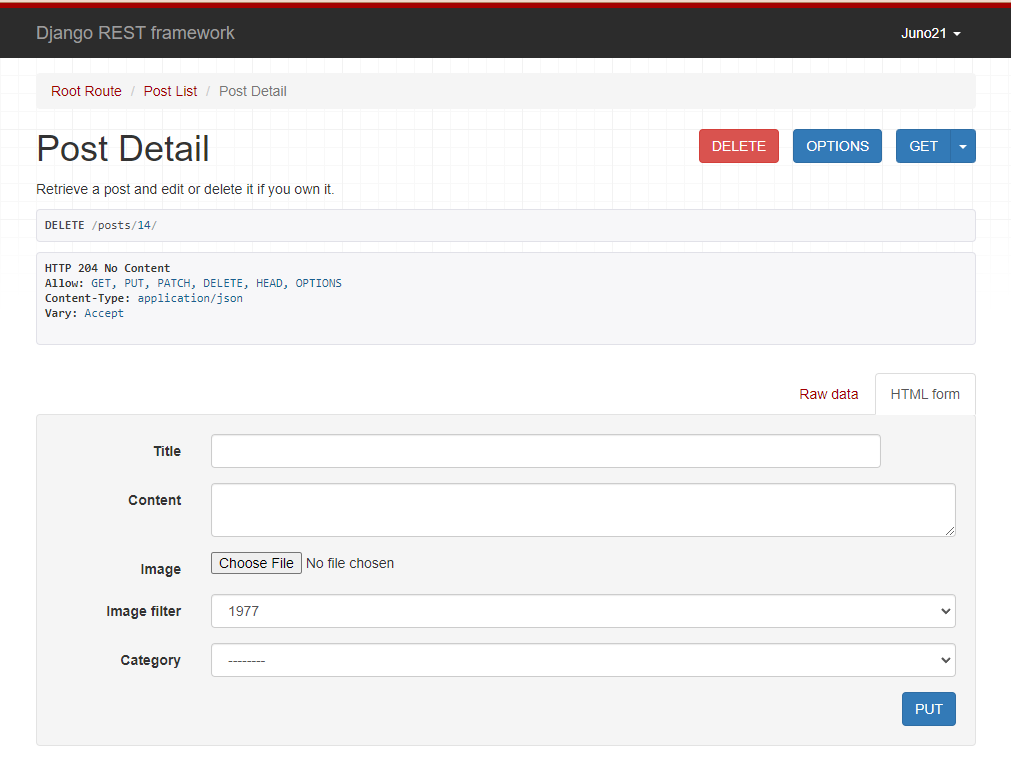 Django REST framework
Juno21
Root Route / Post List / Post Detail
Post Detail
DELETE
OPTIONS
GET
Retrieve a post and edit or delete it if you own it.
DELETE /posts/14/
HTTP 204 No Content
Allow: GET, PUT, PATCH, DELETE, HEAD, OPTIONS
Content-Type: application/json
Vary: Accept
Raw data
HTML form
Title
Content
Image
Choose File No file chosen
Image filter
1977
Category
--------
PUT